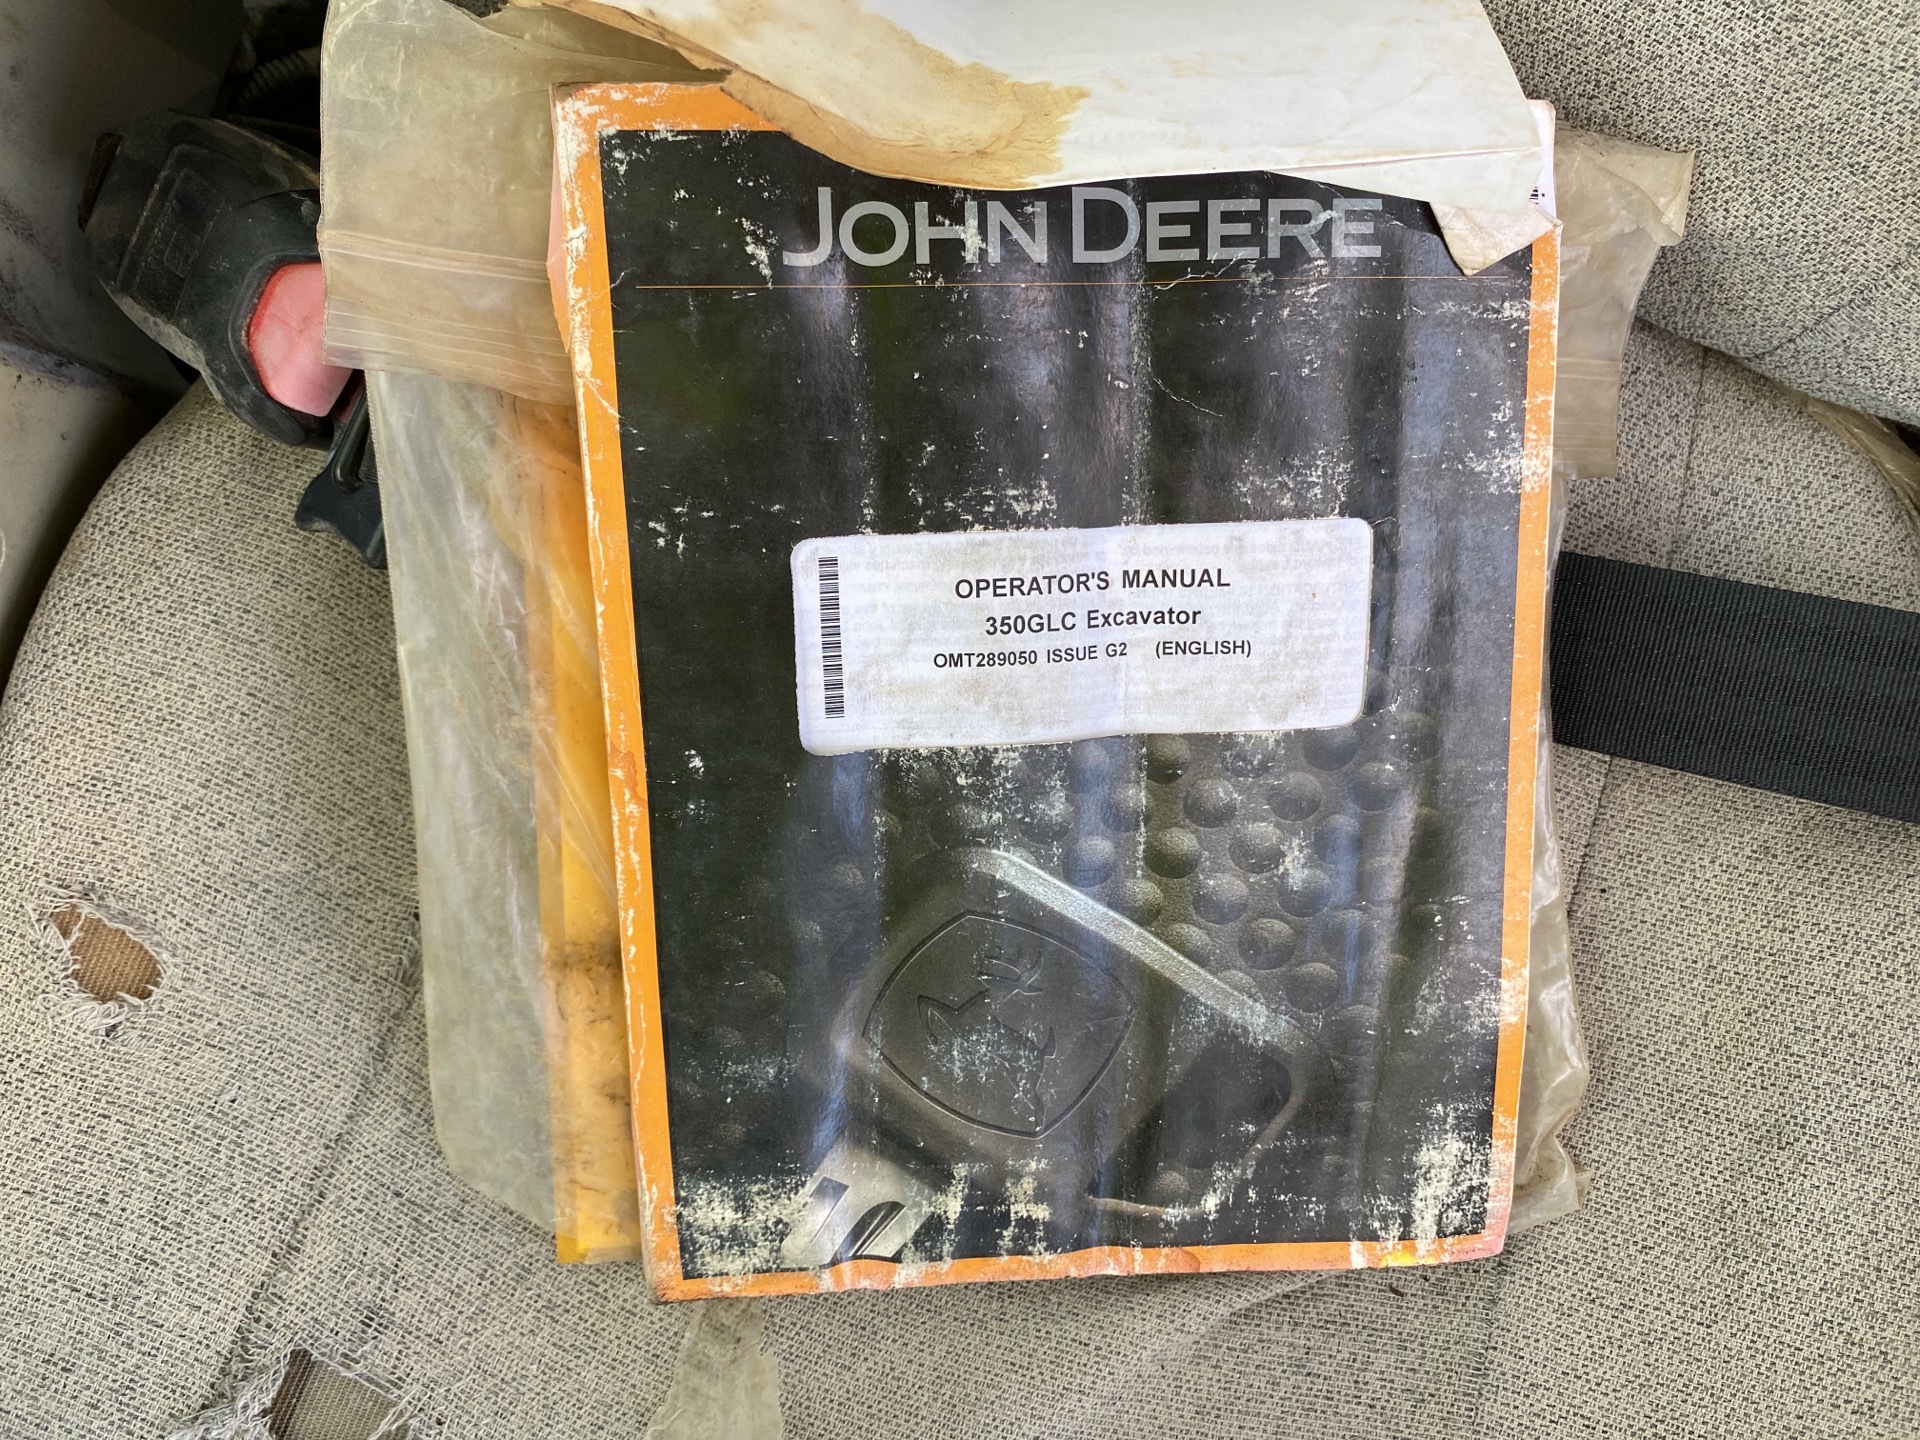 JOHN DEERE
OPERATOR'S MANUAL
350GLC Excavator
OMT289050 ISSUE G2 (ENGLISH)